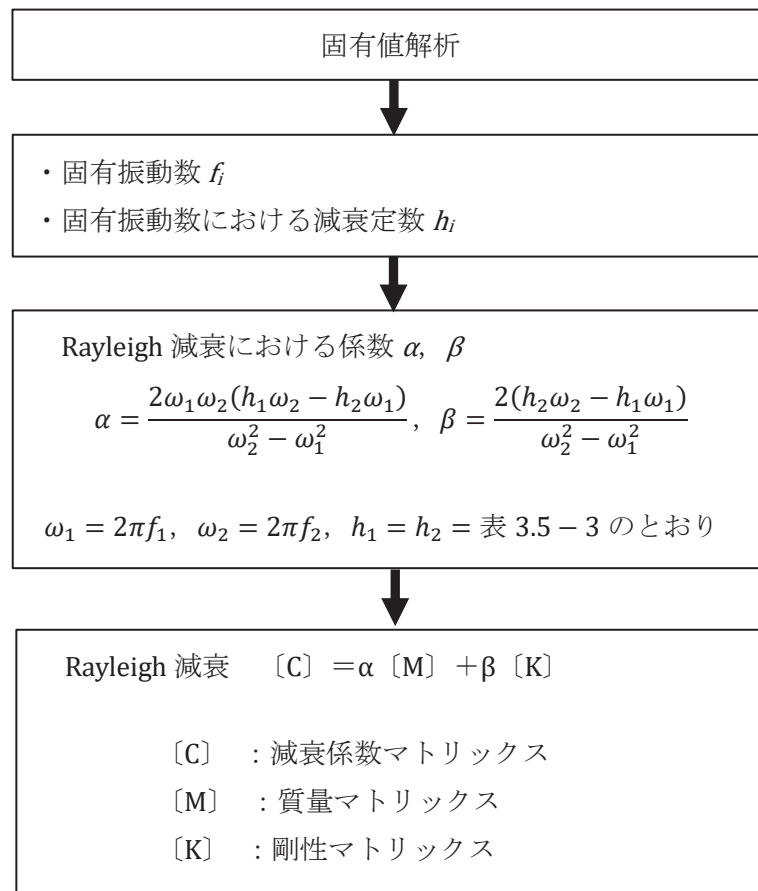 固有値解析
・固有振動数 fᵢ
・固有振動数における減衰定数 hᵢ
Rayleigh 減衰における係数 α, β
α = 2ω₁ω₂(h₁ω₂ − h₂ω₁) / (ω₂² − ω₁²), β = 2(h₂ω₂ − h₁ω₁) / (ω₂² − ω₁²)
ω₁ = 2πf₁, ω₂ = 2πf₂, h₁ = h₂ = 表 3.5 − 3 のとおり
Rayleigh 減衰 〔C〕＝α〔M〕＋β〔K〕
〔C〕 ：減衰係数マトリックス
〔M〕 ：質量マトリックス
〔K〕 ：剛性マトリックス